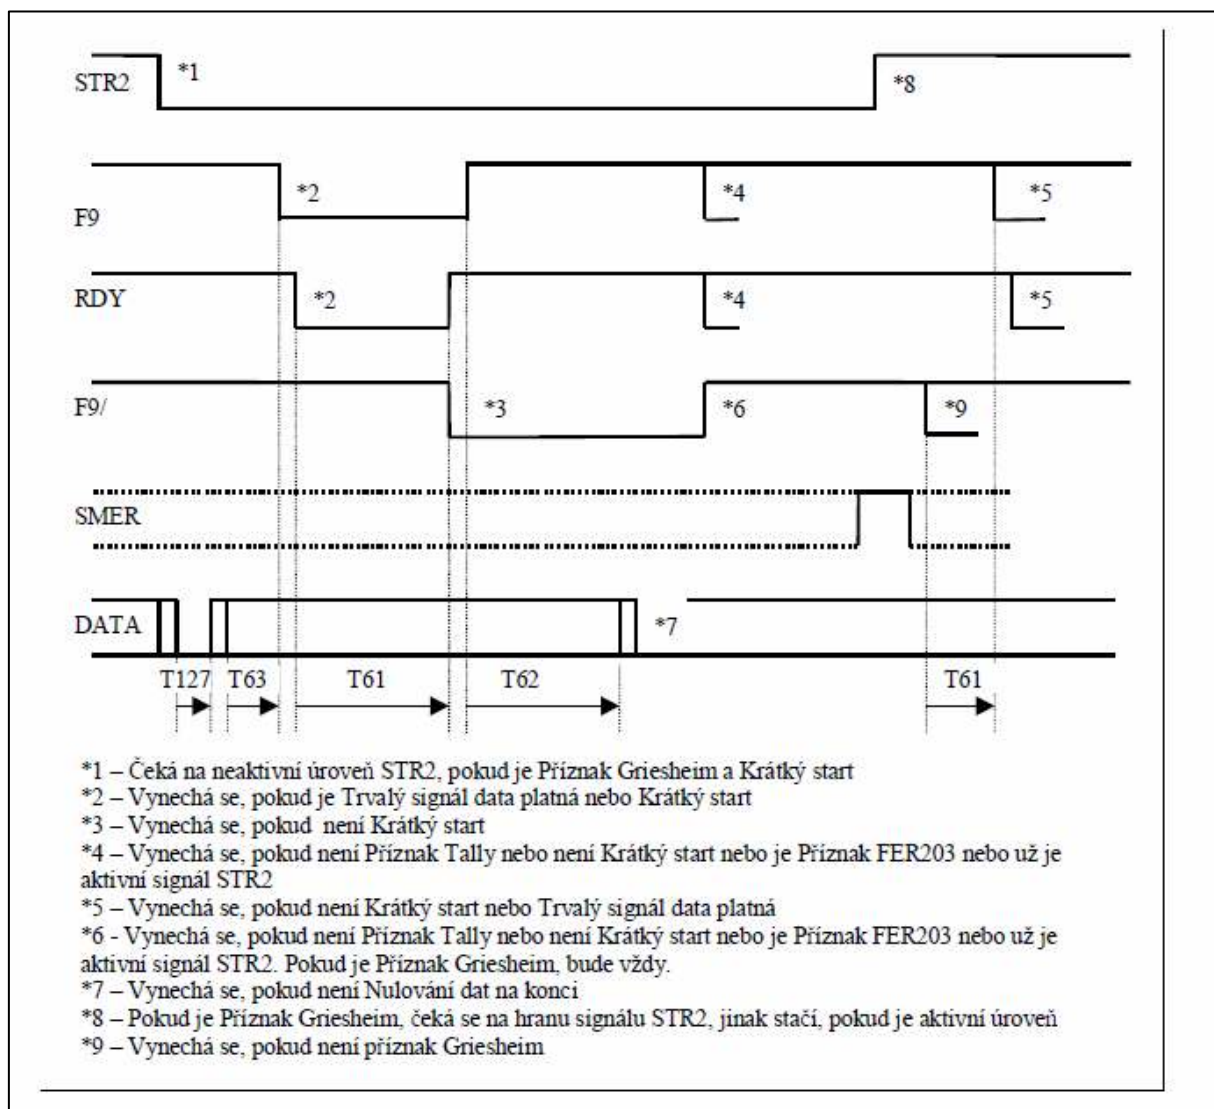 STR2 *1 *8
F9 *2 *4 *5
RDY *2 *4 *5
F9/ *3 *6 *9
SMER
DATA *7
T127 T63 T61 T62 T61
*1 – Čeká na neaktivní úroveň STR2, pokud je Příznak Griesheim a Krátký start
*2 – Vynechá se, pokud je Trvalý signál data platná nebo Krátký start
*3 – Vynechá se, pokud není Krátký start
*4 – Vynechá se, pokud není Příznak Tally nebo není Krátký start nebo je Příznak FER203 nebo už je
aktivní signál STR2
*5 – Vynechá se, pokud není Krátký start nebo Trvalý signál data platná
*6 - Vynechá se, pokud není Příznak Tally nebo není Krátký start nebo je Příznak FER203 nebo už je
aktivní signál STR2. Pokud je Příznak Griesheim, bude vždy.
*7 – Vynechá se, pokud není Nulování dat na konci
*8 – Pokud je Příznak Griesheim, čeká se na hranu signálu STR2, jinak stačí, pokud je aktivní úroveň
*9 – Vynechá se, pokud není příznak Griesheim